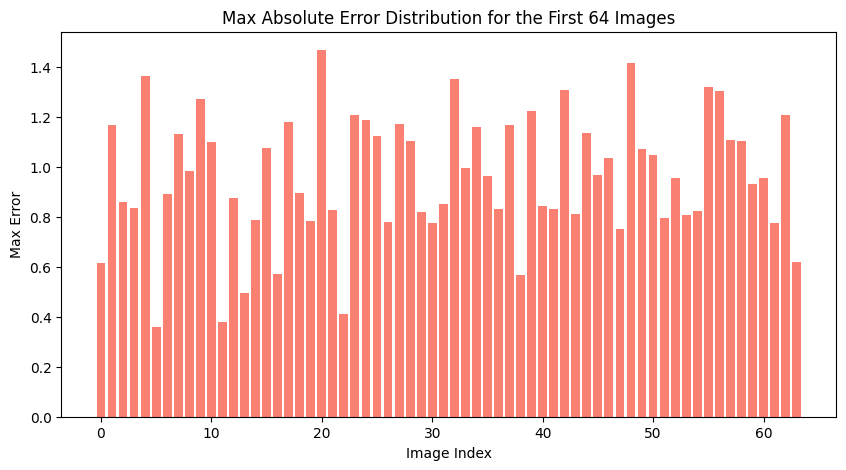 Max Absolute Error Distribution for the First 64 Images
Max Error
1.4
1.2
1.0
0.8
0.6
0.4
0.2
0.0
0 10 20 30 40 50 60
Image Index